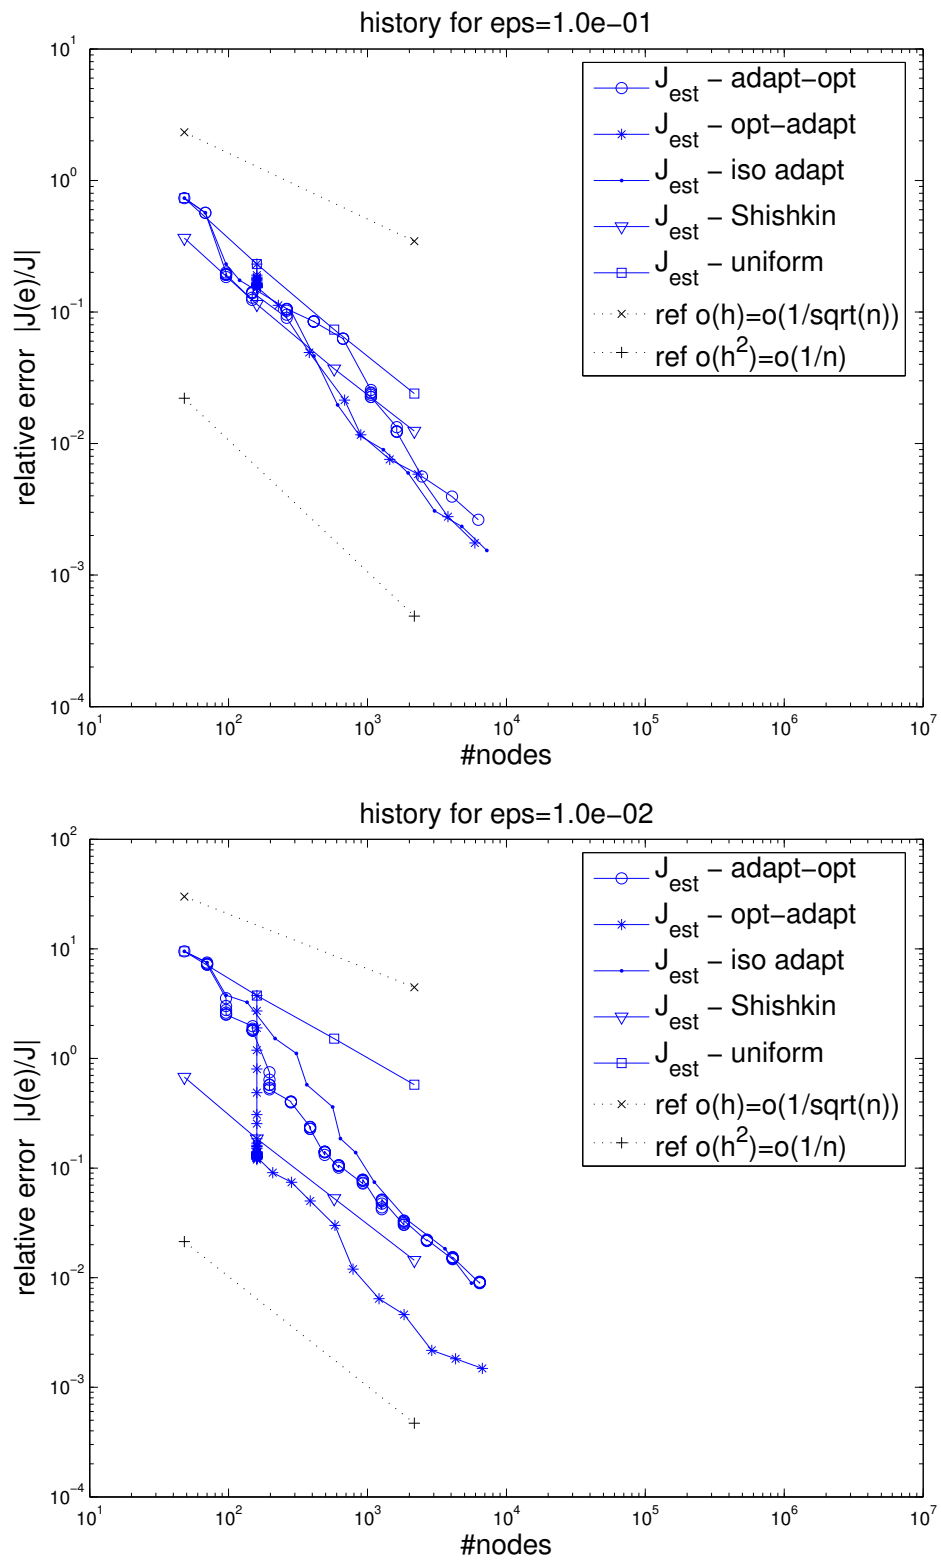 history for eps=1.0e−01
10^1
10^0
10^−1
10^−2
10^−3
10^−4
relative error |J(e)/J|
J_est − adapt−opt
J_est − opt−adapt
J_est − iso adapt
J_est − Shishkin
J_est − uniform
ref o(h)=o(1/sqrt(n))
ref o(h^2)=o(1/n)
10^1 10^2 10^3 10^4 10^5 10^6 10^7
#nodes
history for eps=1.0e−02
10^2
10^1
10^0
10^−1
10^−2
10^−3
10^−4
relative error |J(e)/J|
J_est − adapt−opt
J_est − opt−adapt
J_est − iso adapt
J_est − Shishkin
J_est − uniform
ref o(h)=o(1/sqrt(n))
ref o(h^2)=o(1/n)
10^1 10^2 10^3 10^4 10^5 10^6 10^7
#nodes